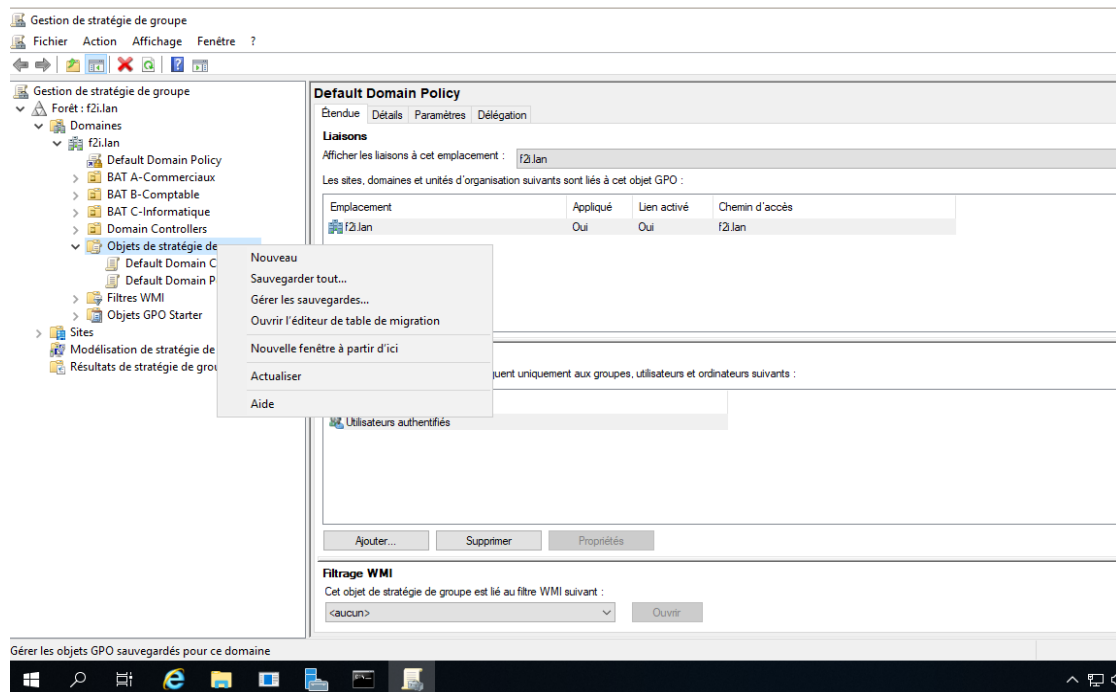 Gestion de stratégie de groupe
Fichier Action Affichage Fenêtre ?
Gestion de stratégie de groupe
Forêt : f2i.lan
Domaines
f2i.lan
Default Domain Policy
BAT A-Commerciaux
BAT B-Comptable
BAT C-Informatique
Domain Controllers
Objets de stratégie de
Default Domain C
Default Domain P
Filtres WMI
Objets GPO Starter
Sites
Modélisation de stratégie de
Résultats de stratégie de grou
Nouveau
Sauvegarder tout...
Gérer les sauvegardes...
Ouvrir l'éditeur de table de migration
Nouvelle fenêtre à partir d'ici
Actualiser
Aide
Default Domain Policy
Étendue Détails Paramètres Délégation
Liaisons
Afficher les liaisons à cet emplacement : f2i.lan
Les sites, domaines et unités d'organisation suivants sont liés à cet objet GPO :
Emplacement Appliqué Lien activé Chemin d'accès
f2i.lan Oui Oui f2i.lan
quent uniquement aux groupes, utilisateurs et ordinateurs suivants :
Utilisateurs authentifiés
Ajouter... Supprimer Propriétés
Filtrage WMI
Cet objet de stratégie de groupe est lié au filtre WMI suivant :
<aucun> Ouvrir
Gérer les objets GPO sauvegardés pour ce domaine